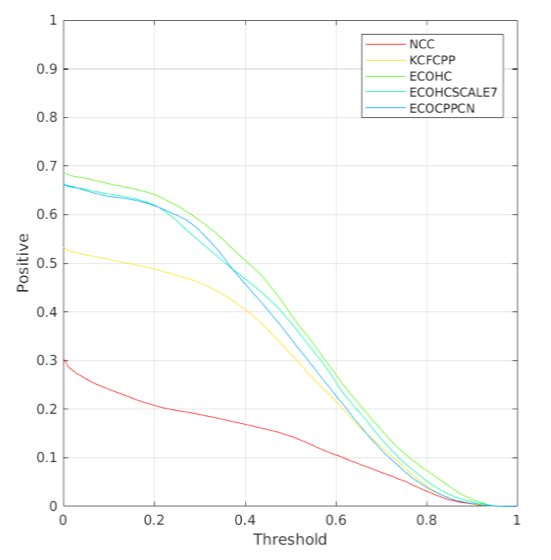 1
0.9
0.8
0.7
0.6
0.5
0.4
0.3
0.2
0.1
0
Positive
NCC
KCFCPP
ECOHC
ECOHCSCALE7
ECOCPPCN
0 0.2 0.4 0.6 0.8 1
Threshold